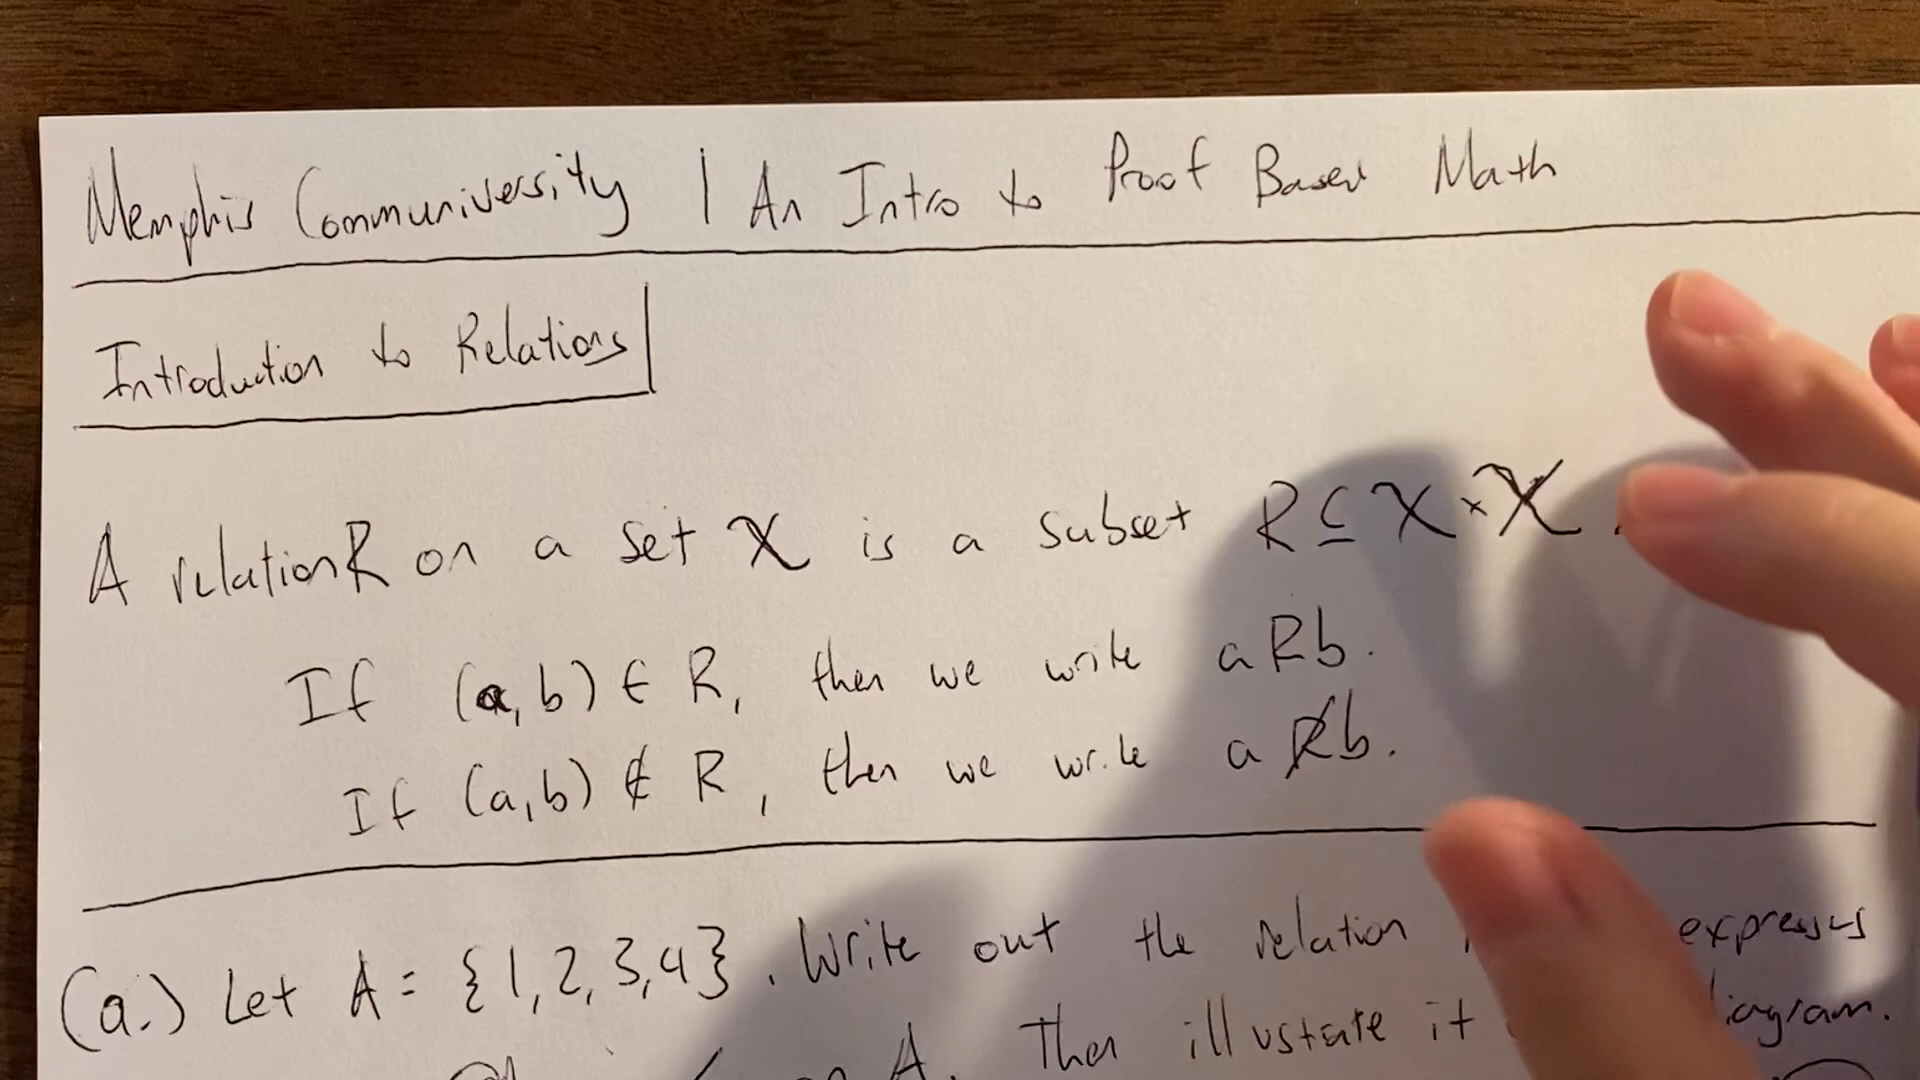 Memphis Communiversity | An Intro to Proof Based Math
Introduction to Relations
A relation R on a set X is a subset R ⊆ X × X.
If (a,b) ∈ R, then we write aRb.
If (a,b) ∉ R, then we write a R̸ b.
(a.) Let A = {1,2,3,4}. Write out the relation expresses
on A. Then illustate it diagram.